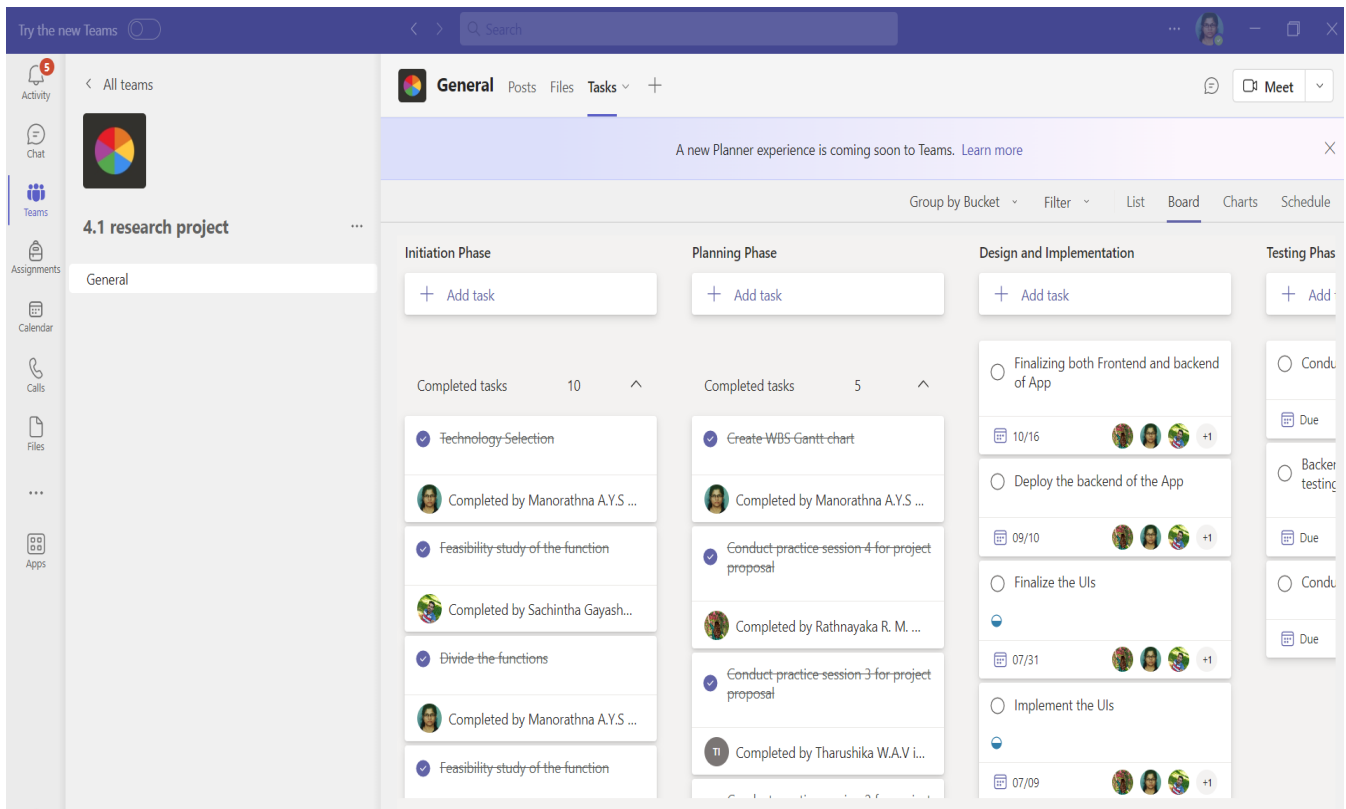 Try the new Teams
Search
5
Activity
Chat
Teams
Assignments
Calendar
Calls
Files
Apps
All teams
4.1 research project
General
General Posts Files Tasks
Meet
A new Planner experience is coming soon to Teams. Learn more
Group by Bucket Filter List Board Charts Schedule
Initiation Phase
Add task
Completed tasks 10
Technology Selection
Completed by Manorathna A.Y.S ...
Feasibility study of the function
Completed by Sachintha Gayash...
Divide the functions
Completed by Manorathna A.Y.S ...
Feasibility study of the function
Planning Phase
Add task
Completed tasks 5
Create WBS Gantt chart
Completed by Manorathna A.Y.S ...
Conduct practice session 4 for project
proposal
Completed by Rathnayaka R. M. ...
Conduct practice session 3 for project
proposal
TI
Completed by Tharushika W.A.V i...
Design and Implementation
Add task
Finalizing both Frontend and backend
of App
10/16 +1
Deploy the backend of the App
09/10 +1
Finalize the UIs
07/31 +1
Implement the UIs
07/09 +1
Testing Phas
Add
Condu
Due
Backer
testing
Due
Condu
Due